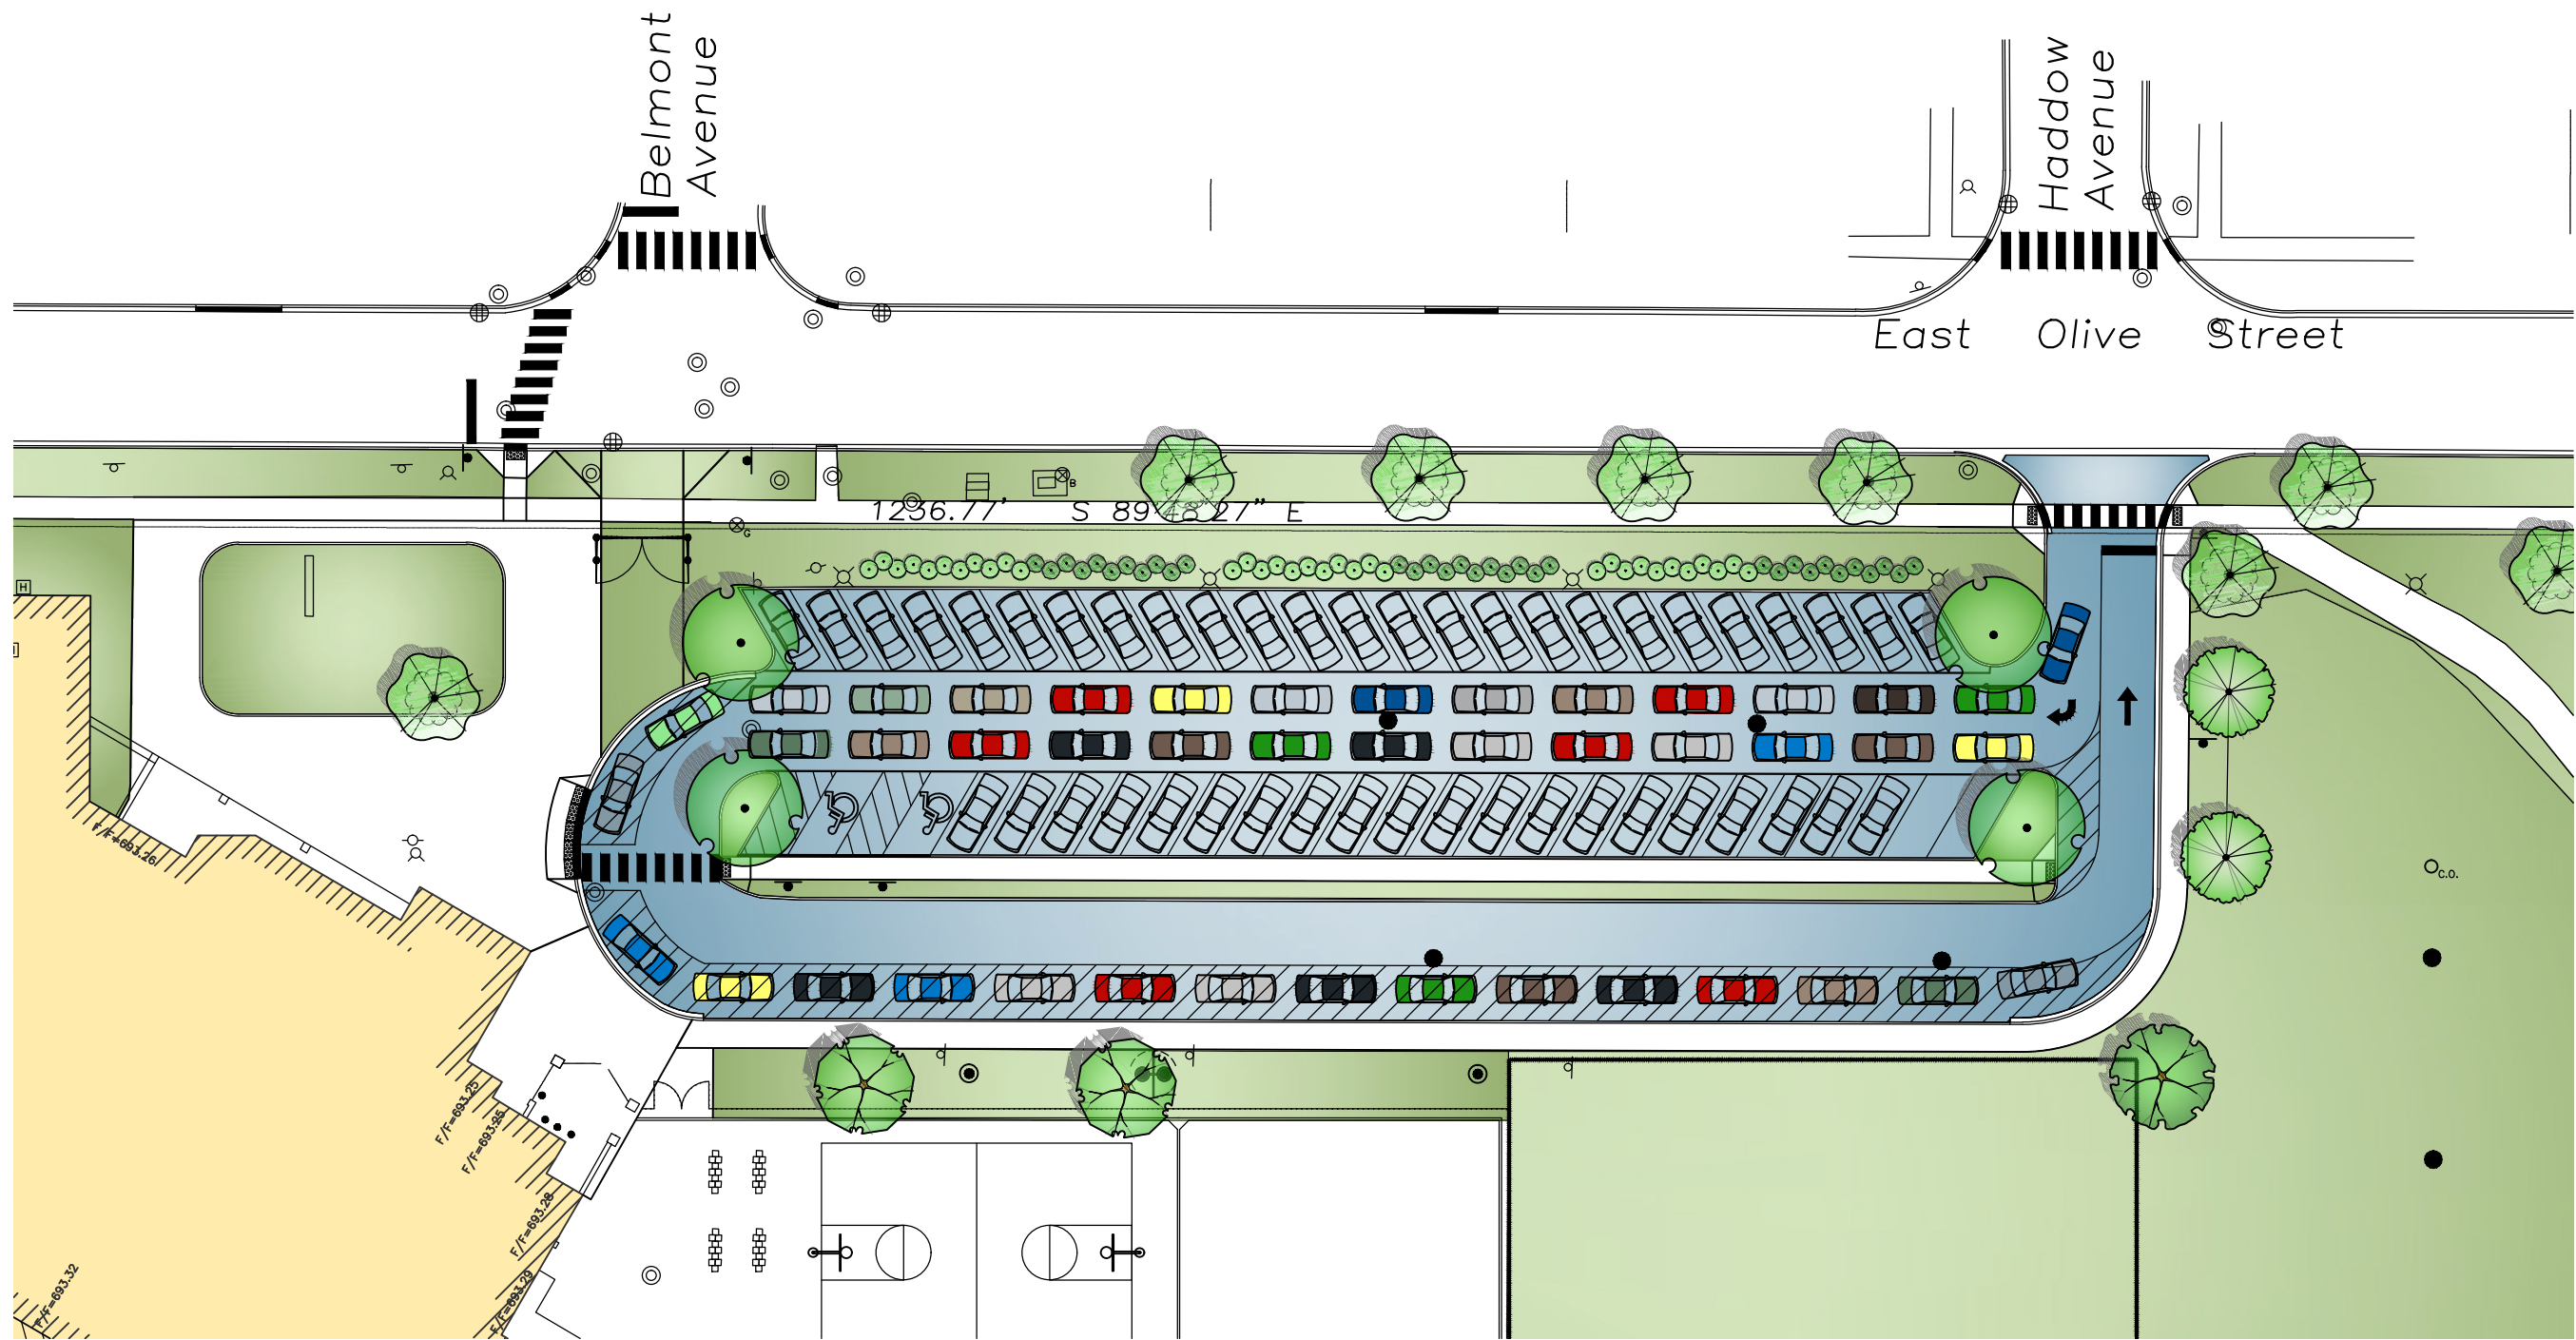 Belmont
Avenue
Haddow
Avenue
East Olive Street
B
1236.77' S 89° 27" E
G
H
F/F=693.26
C.O.
F/F=693.25
F/F=693.25
F/F=693.28
F/F=693.29
F/F=693.32